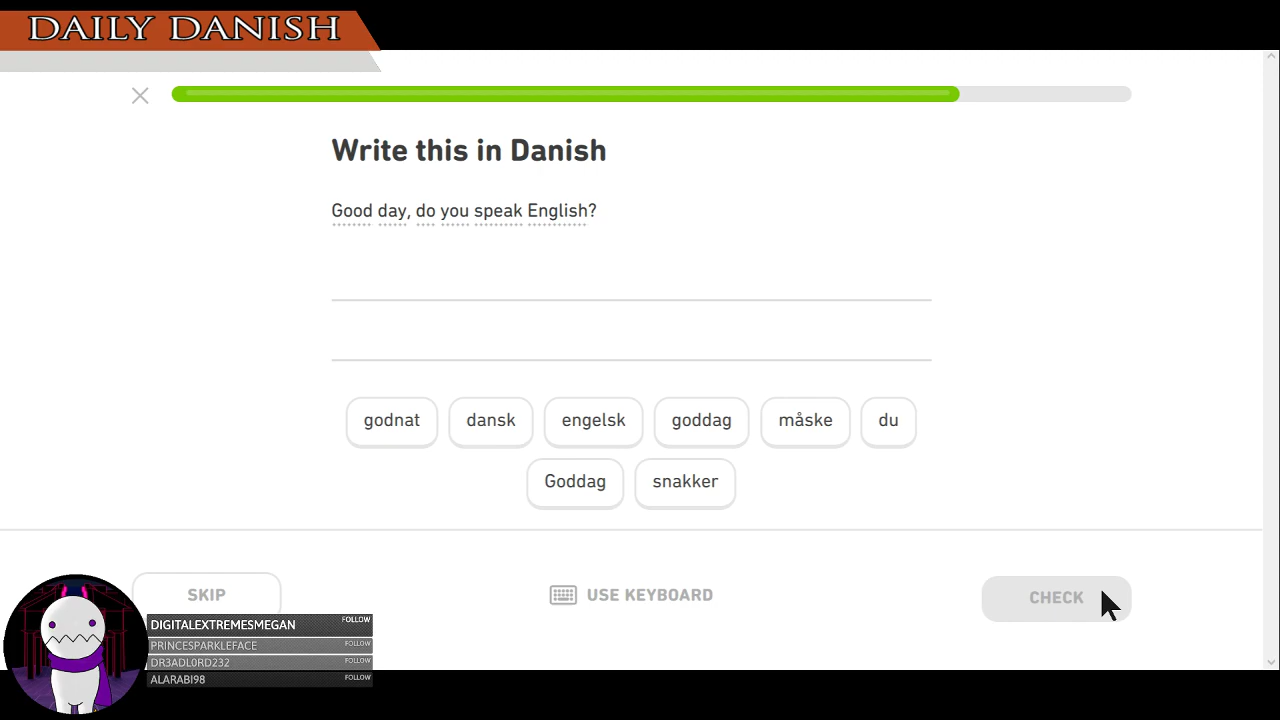 DAILY DANISH
Write this in Danish
Good day, do you speak English?
godnat dansk engelsk goddag måske du
Goddag snakker
SKIP USE KEYBOARD CHECK
DIGITALEXTREMESMEGAN FOLLOW
PRINCESPARKLEFACE FOLLOW
DR3ADL0RD232 FOLLOW
ALARABI98 FOLLOW